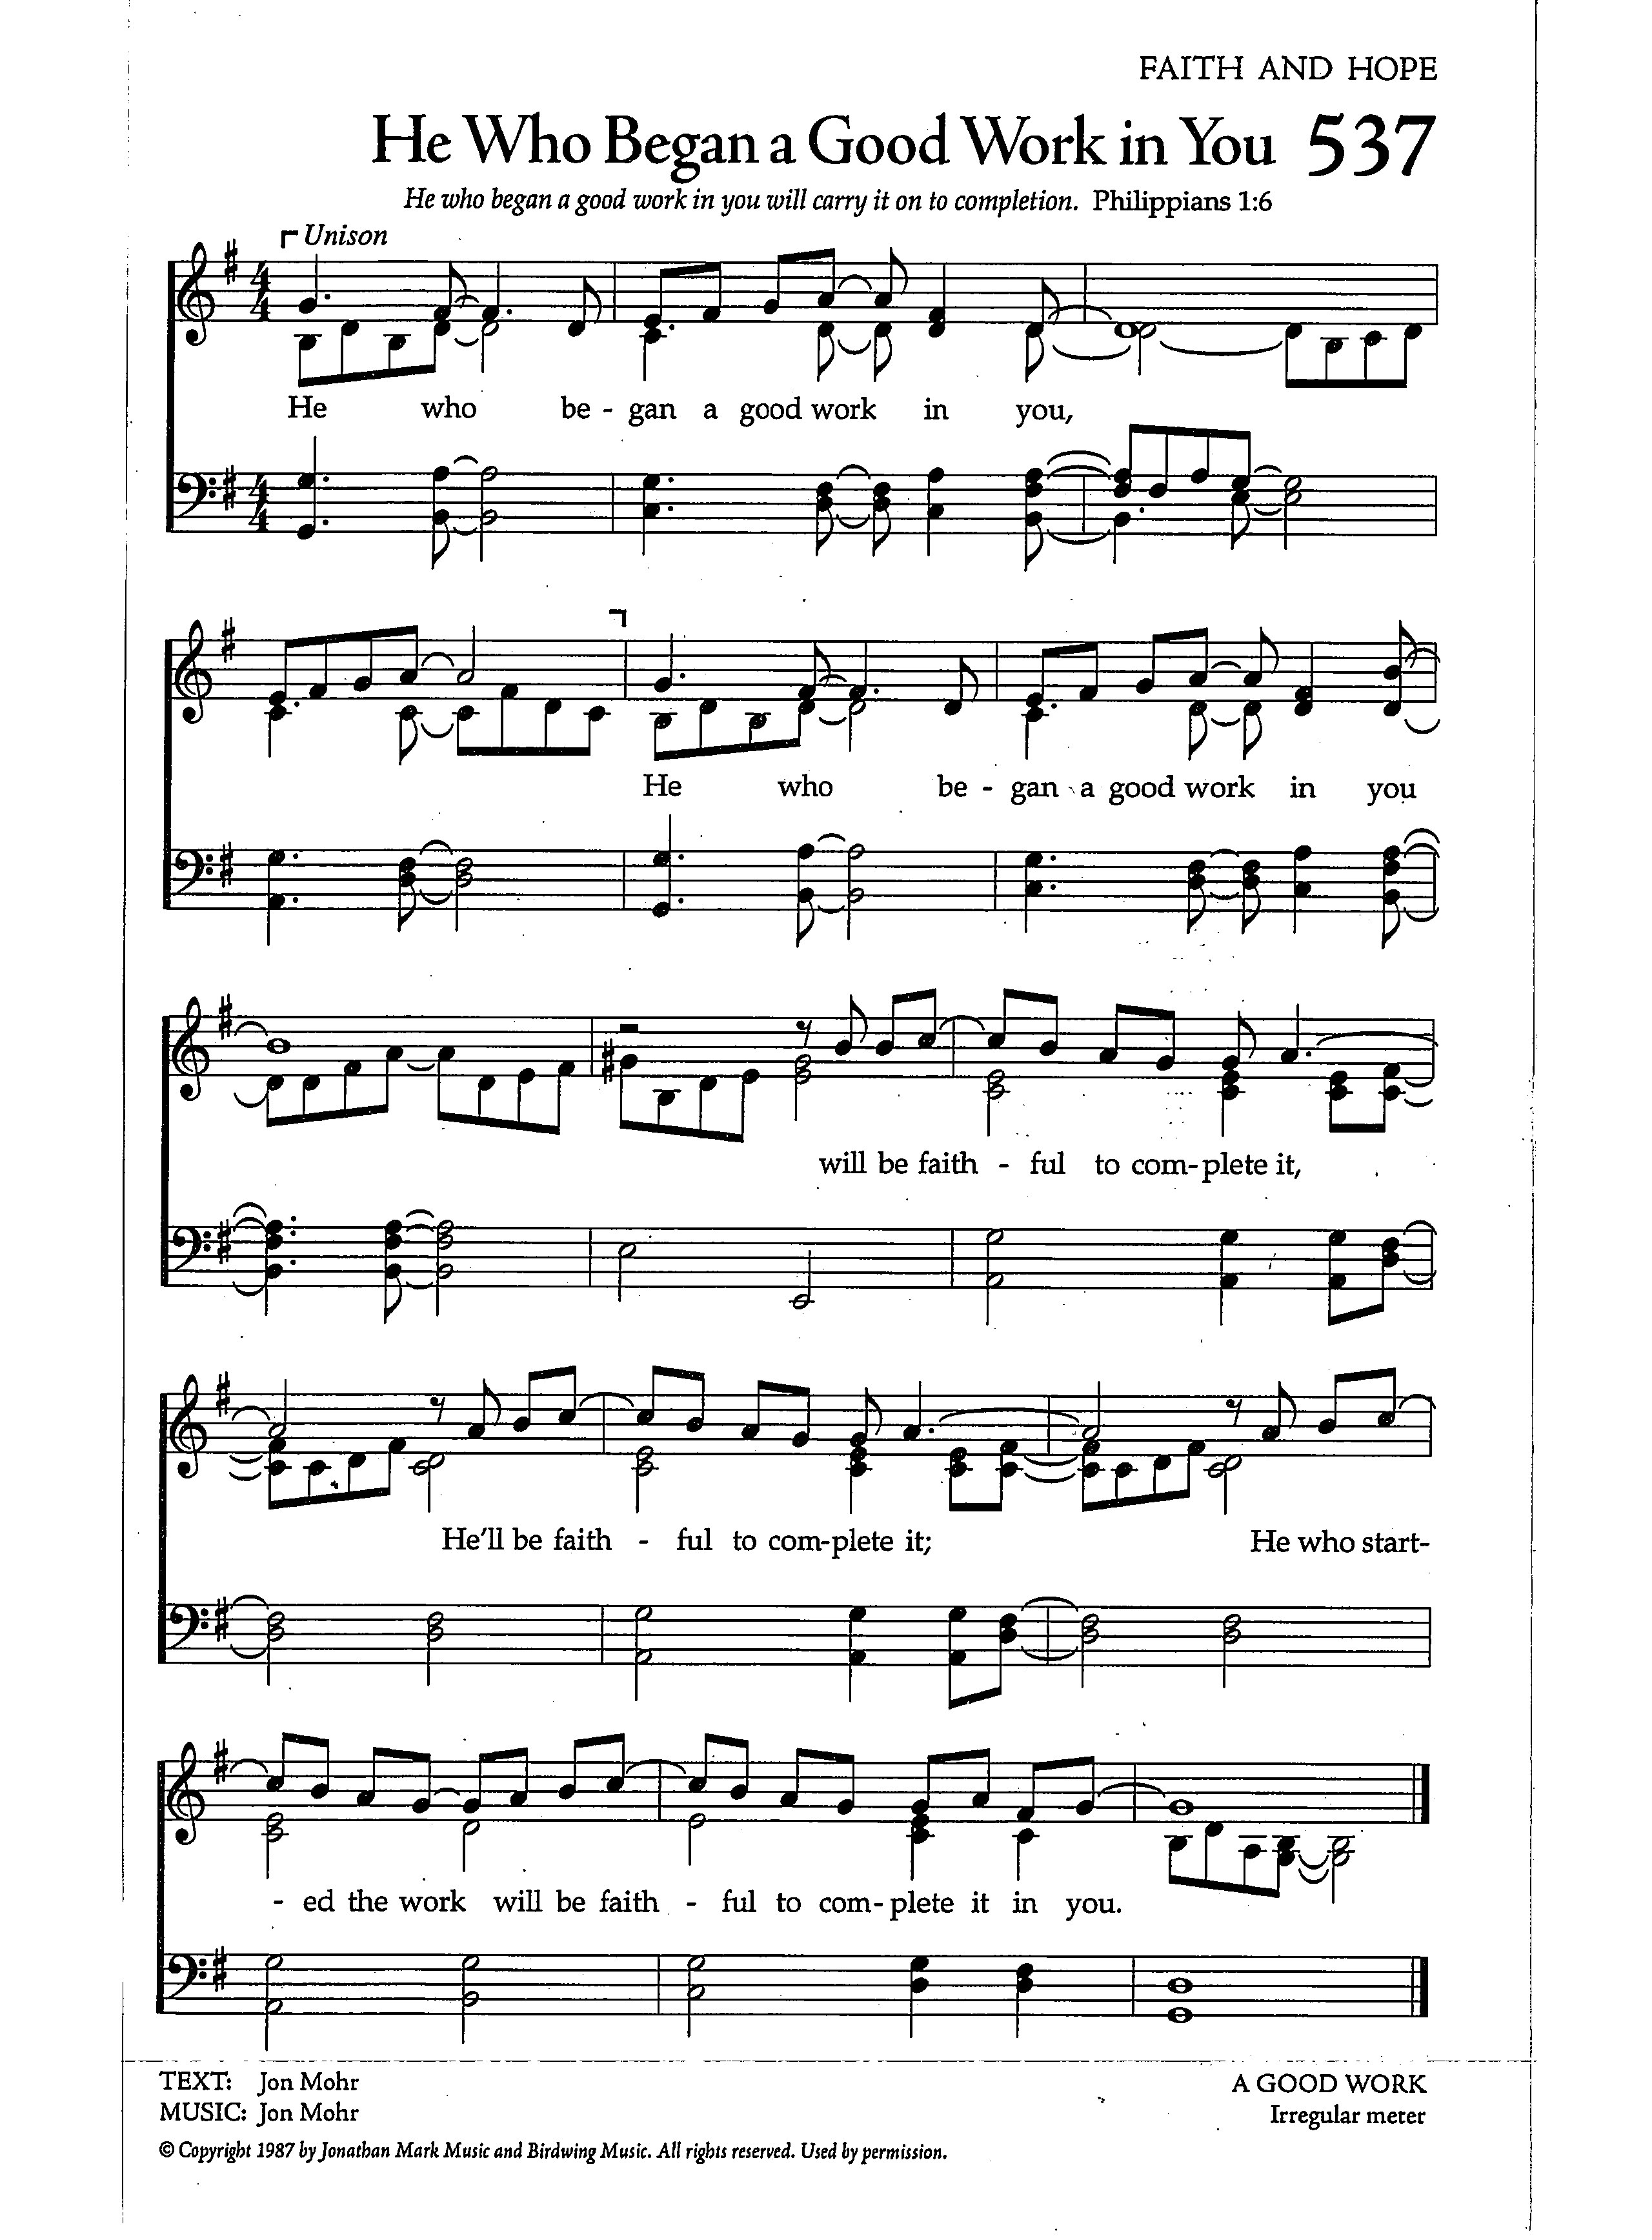 FAITH AND HOPE
He Who Began a Good Work in You 537
He who began a good work in you will carry it on to completion. Philippians 1:6
Unison
He who be - gan a good work in you,
He who be - gan a good work in you
will be faith - ful to com-plete it,
He'll be faith - ful to com-plete it; He who start-
- ed the work will be faith - ful to com-plete it in you.
TEXT: Jon Mohr
MUSIC: Jon Mohr
A GOOD WORK
Irregular meter
© Copyright 1987 by Jonathan Mark Music and Birdwing Music. All rights reserved. Used by permission.